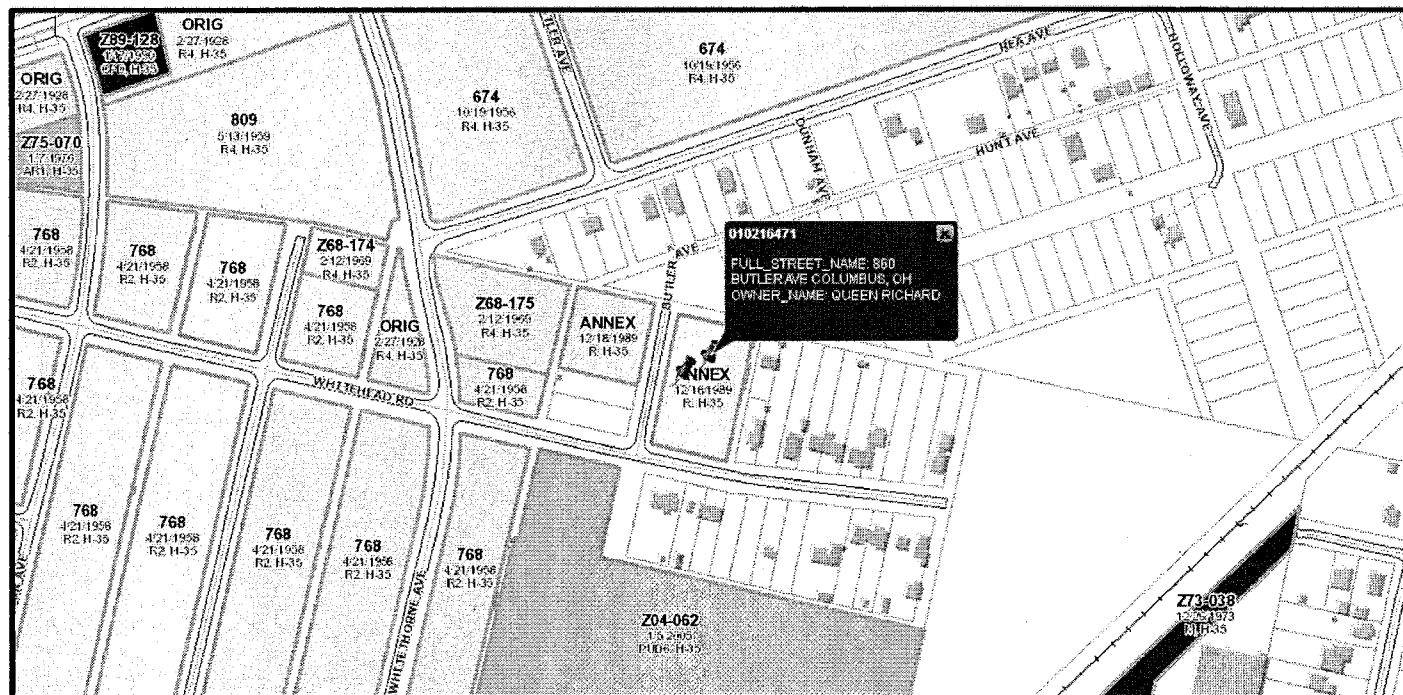 ORIG
2/27/1928
R4, H-35
Z89-128
ORIG
2/27/1928
R4, H-35
809
5/13/1959
R4, H-35
674
10/19/1956
R4, H-35
674
10/19/1956
R4, H-35
REA AVE
HOLLOWAY AVE
DUNHAM AVE
HUNT AVE
Z75-070
AR1, H-35
768
4/21/1958
R2, H-35
768
4/21/1958
R2, H-35
768
4/21/1958
R2, H-35
Z68-174
2/12/1969
R4, H-35
768
4/21/1958
R2, H-35
ORIG
2/27/1928
R4, H-35
Z68-175
2/12/1969
R4, H-35
768
4/21/1958
R2, H-35
ANNEX
12/18/1989
R, H-35
BUTLER AVE
010216471
FULL_STREET_NAME: 860
BUTLER AVE COLUMBUS, OH
OWNER_NAME: QUEEN RICHARD
ANNEX
12/18/1989
R, H-35
WHITEHEAD RD
768
4/21/1958
R2, H-35
768
4/21/1958
R2, H-35
768
4/21/1958
R2, H-35
768
4/21/1958
R2, H-35
768
4/21/1958
R2, H-35
768
4/21/1958
R2, H-35
WHITETHORNE AVE
Z04-062
PUD6, H-35
Z73-038